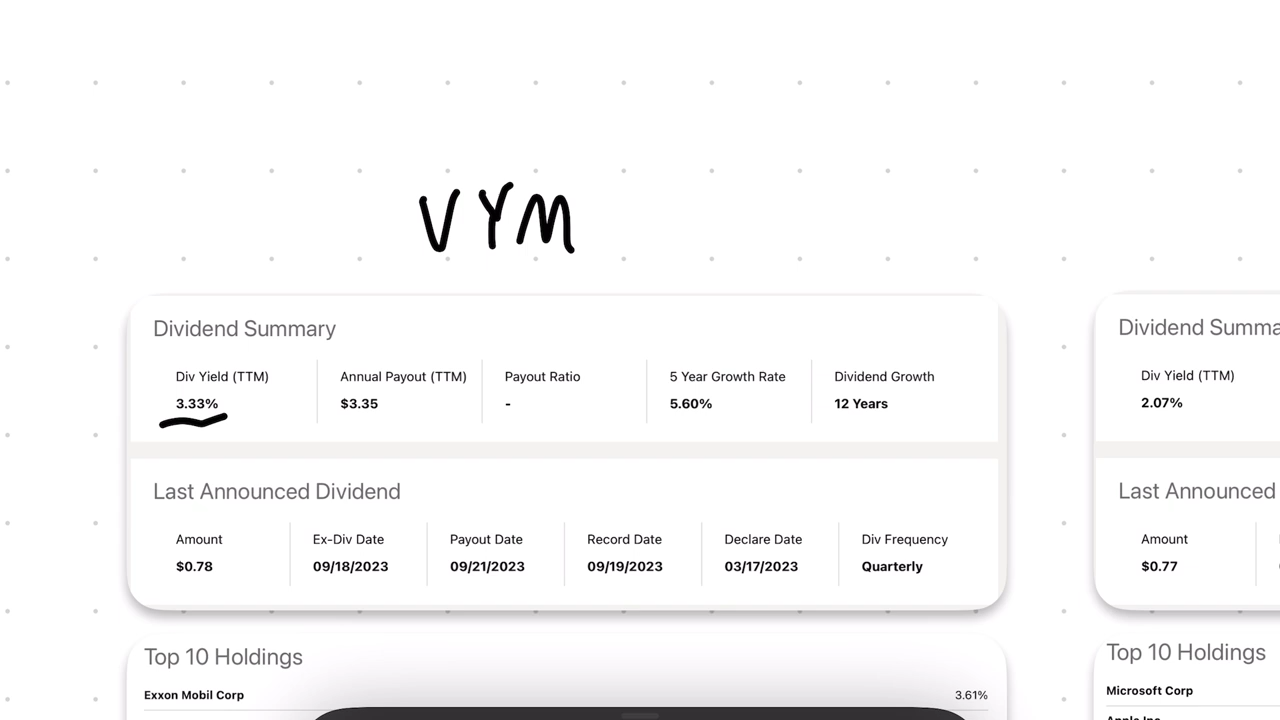 VYM
Dividend Summary
Div Yield (TTM) Annual Payout (TTM) Payout Ratio 5 Year Growth Rate Dividend Growth
3.33% $3.35 - 5.60% 12 Years
Last Announced Dividend
Amount Ex-Div Date Payout Date Record Date Declare Date Div Frequency
$0.78 09/18/2023 09/21/2023 09/19/2023 03/17/2023 Quarterly
Top 10 Holdings
Exxon Mobil Corp 3.61%
Dividend Summa
Div Yield (TTM)
2.07%
Last Announced
Amount
$0.77
Top 10 Holdings
Microsoft Corp
Apple Inc